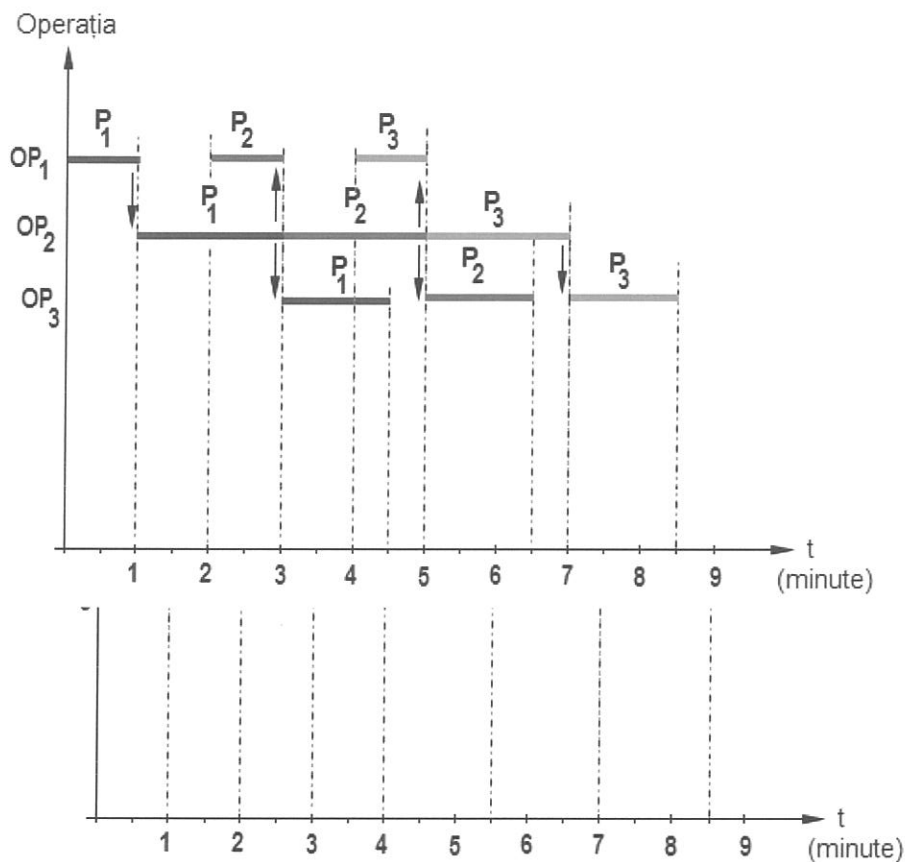 Operația
P1 P2 P3
OP1
P1 P2 P3
OP2
P1 P2 P3
OP3
1 2 3 4 5 6 7 8 9 t
(minute)
1 2 3 4 5 6 7 8 9 t
(minute)